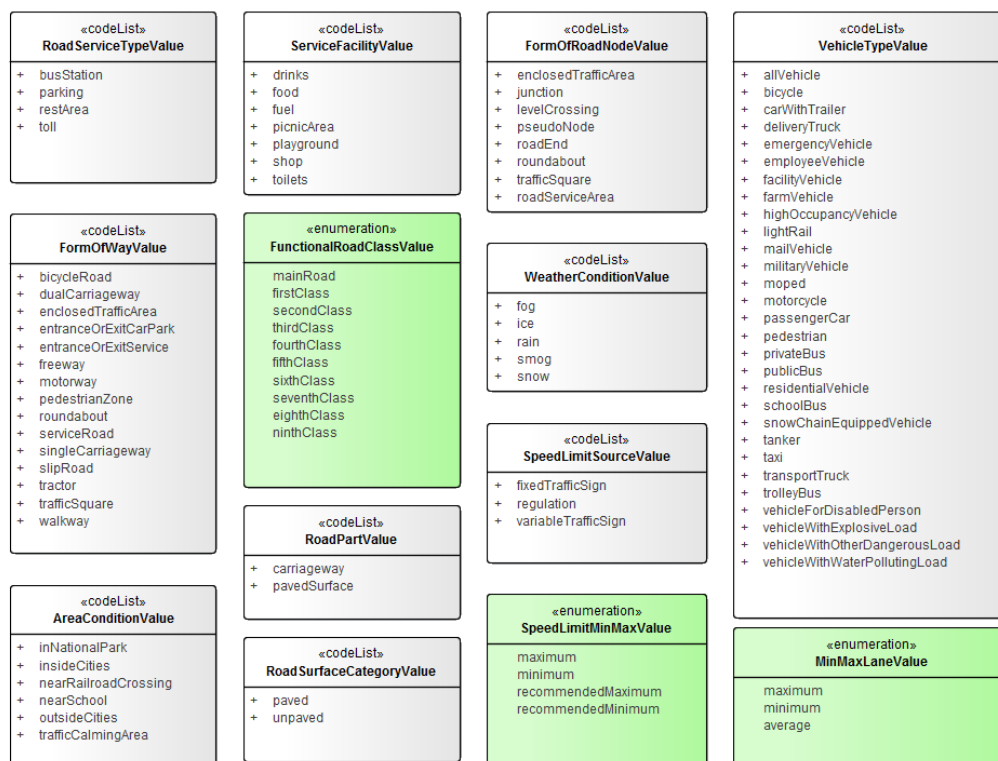 «codeList»
RoadServiceTypeValue
+ busStation
+ parking
+ restArea
+ toll
«codeList»
FormOfWayValue
+ bicycleRoad
+ dualCarriageway
+ enclosedTrafficArea
+ entranceOrExitCarPark
+ entranceOrExitService
+ freeway
+ motorway
+ pedestrianZone
+ roundabout
+ serviceRoad
+ singleCarriageway
+ slipRoad
+ tractor
+ trafficSquare
+ walkway
«codeList»
AreaConditionValue
+ inNationalPark
+ insideCities
+ nearRailroadCrossing
+ nearSchool
+ outsideCities
+ trafficCalmingArea
«codeList»
ServiceFacilityValue
+ drinks
+ food
+ fuel
+ picnicArea
+ playground
+ shop
+ toilets
«enumeration»
FunctionalRoadClassValue
mainRoad
firstClass
secondClass
thirdClass
fourthClass
fifthClass
sixthClass
seventhClass
eighthClass
ninthClass
«codeList»
RoadPartValue
+ carriageway
+ pavedSurface
«codeList»
RoadSurfaceCategoryValue
+ paved
+ unpaved
«codeList»
FormOfRoadNodeValue
+ enclosedTrafficArea
+ junction
+ levelCrossing
+ pseudoNode
+ roadEnd
+ roundabout
+ trafficSquare
+ roadServiceArea
«codeList»
WeatherConditionValue
+ fog
+ ice
+ rain
+ smog
+ snow
«codeList»
SpeedLimitSourceValue
+ fixedTrafficSign
+ regulation
+ variableTrafficSign
«enumeration»
SpeedLimitMinMaxValue
maximum
minimum
recommendedMaximum
recommendedMinimum
«codeList»
VehicleTypeValue
+ allVehicle
+ bicycle
+ carWithTrailer
+ deliveryTruck
+ emergencyVehicle
+ employeeVehicle
+ facilityVehicle
+ farmVehicle
+ highOccupancyVehicle
+ lightRail
+ mailVehicle
+ militaryVehicle
+ moped
+ motorcycle
+ passengerCar
+ pedestrian
+ privateBus
+ publicBus
+ residentialVehicle
+ schoolBus
+ snowChainEquippedVehicle
+ tanker
+ taxi
+ transportTruck
+ trolleyBus
+ vehicleForDisabledPerson
+ vehicleWithExplosiveLoad
+ vehicleWithOtherDangerousLoad
+ vehicleWithWaterPollutingLoad
«enumeration»
MinMaxLaneValue
maximum
minimum
average